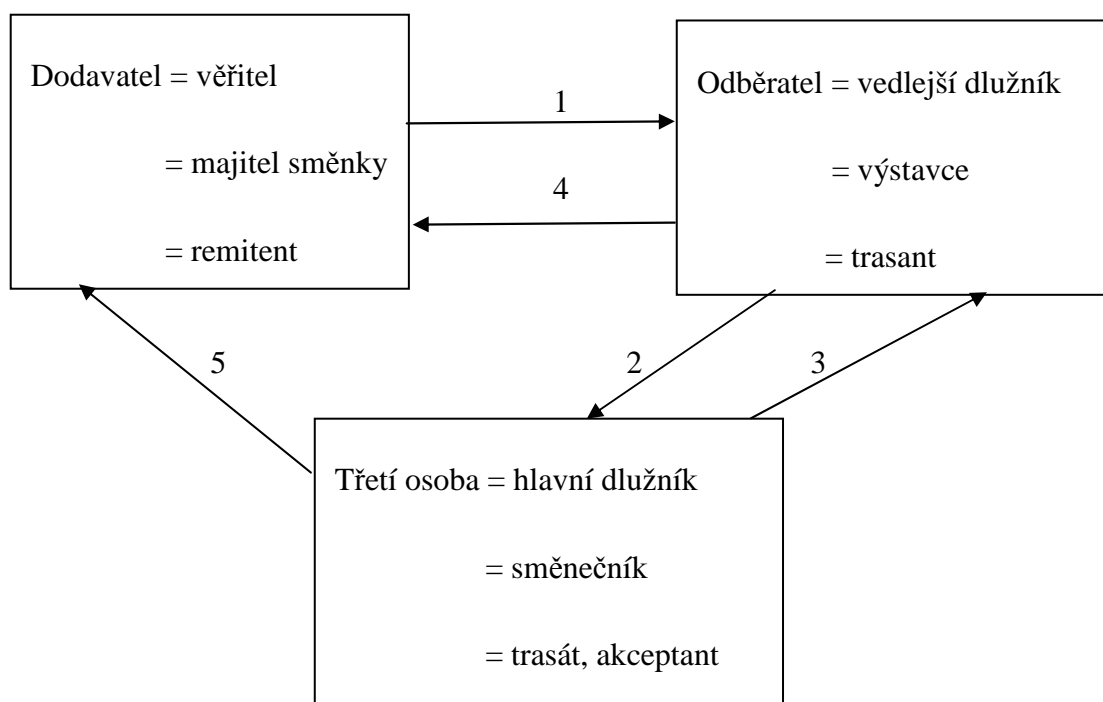 Dodavatel = věřitel
= majitel směnky
= remitent
1
4
Odběratel = vedlejší dlužník
= výstavce
= trasant
5
2
3
Třetí osoba = hlavní dlužník
= směnečník
= trasát, akceptant